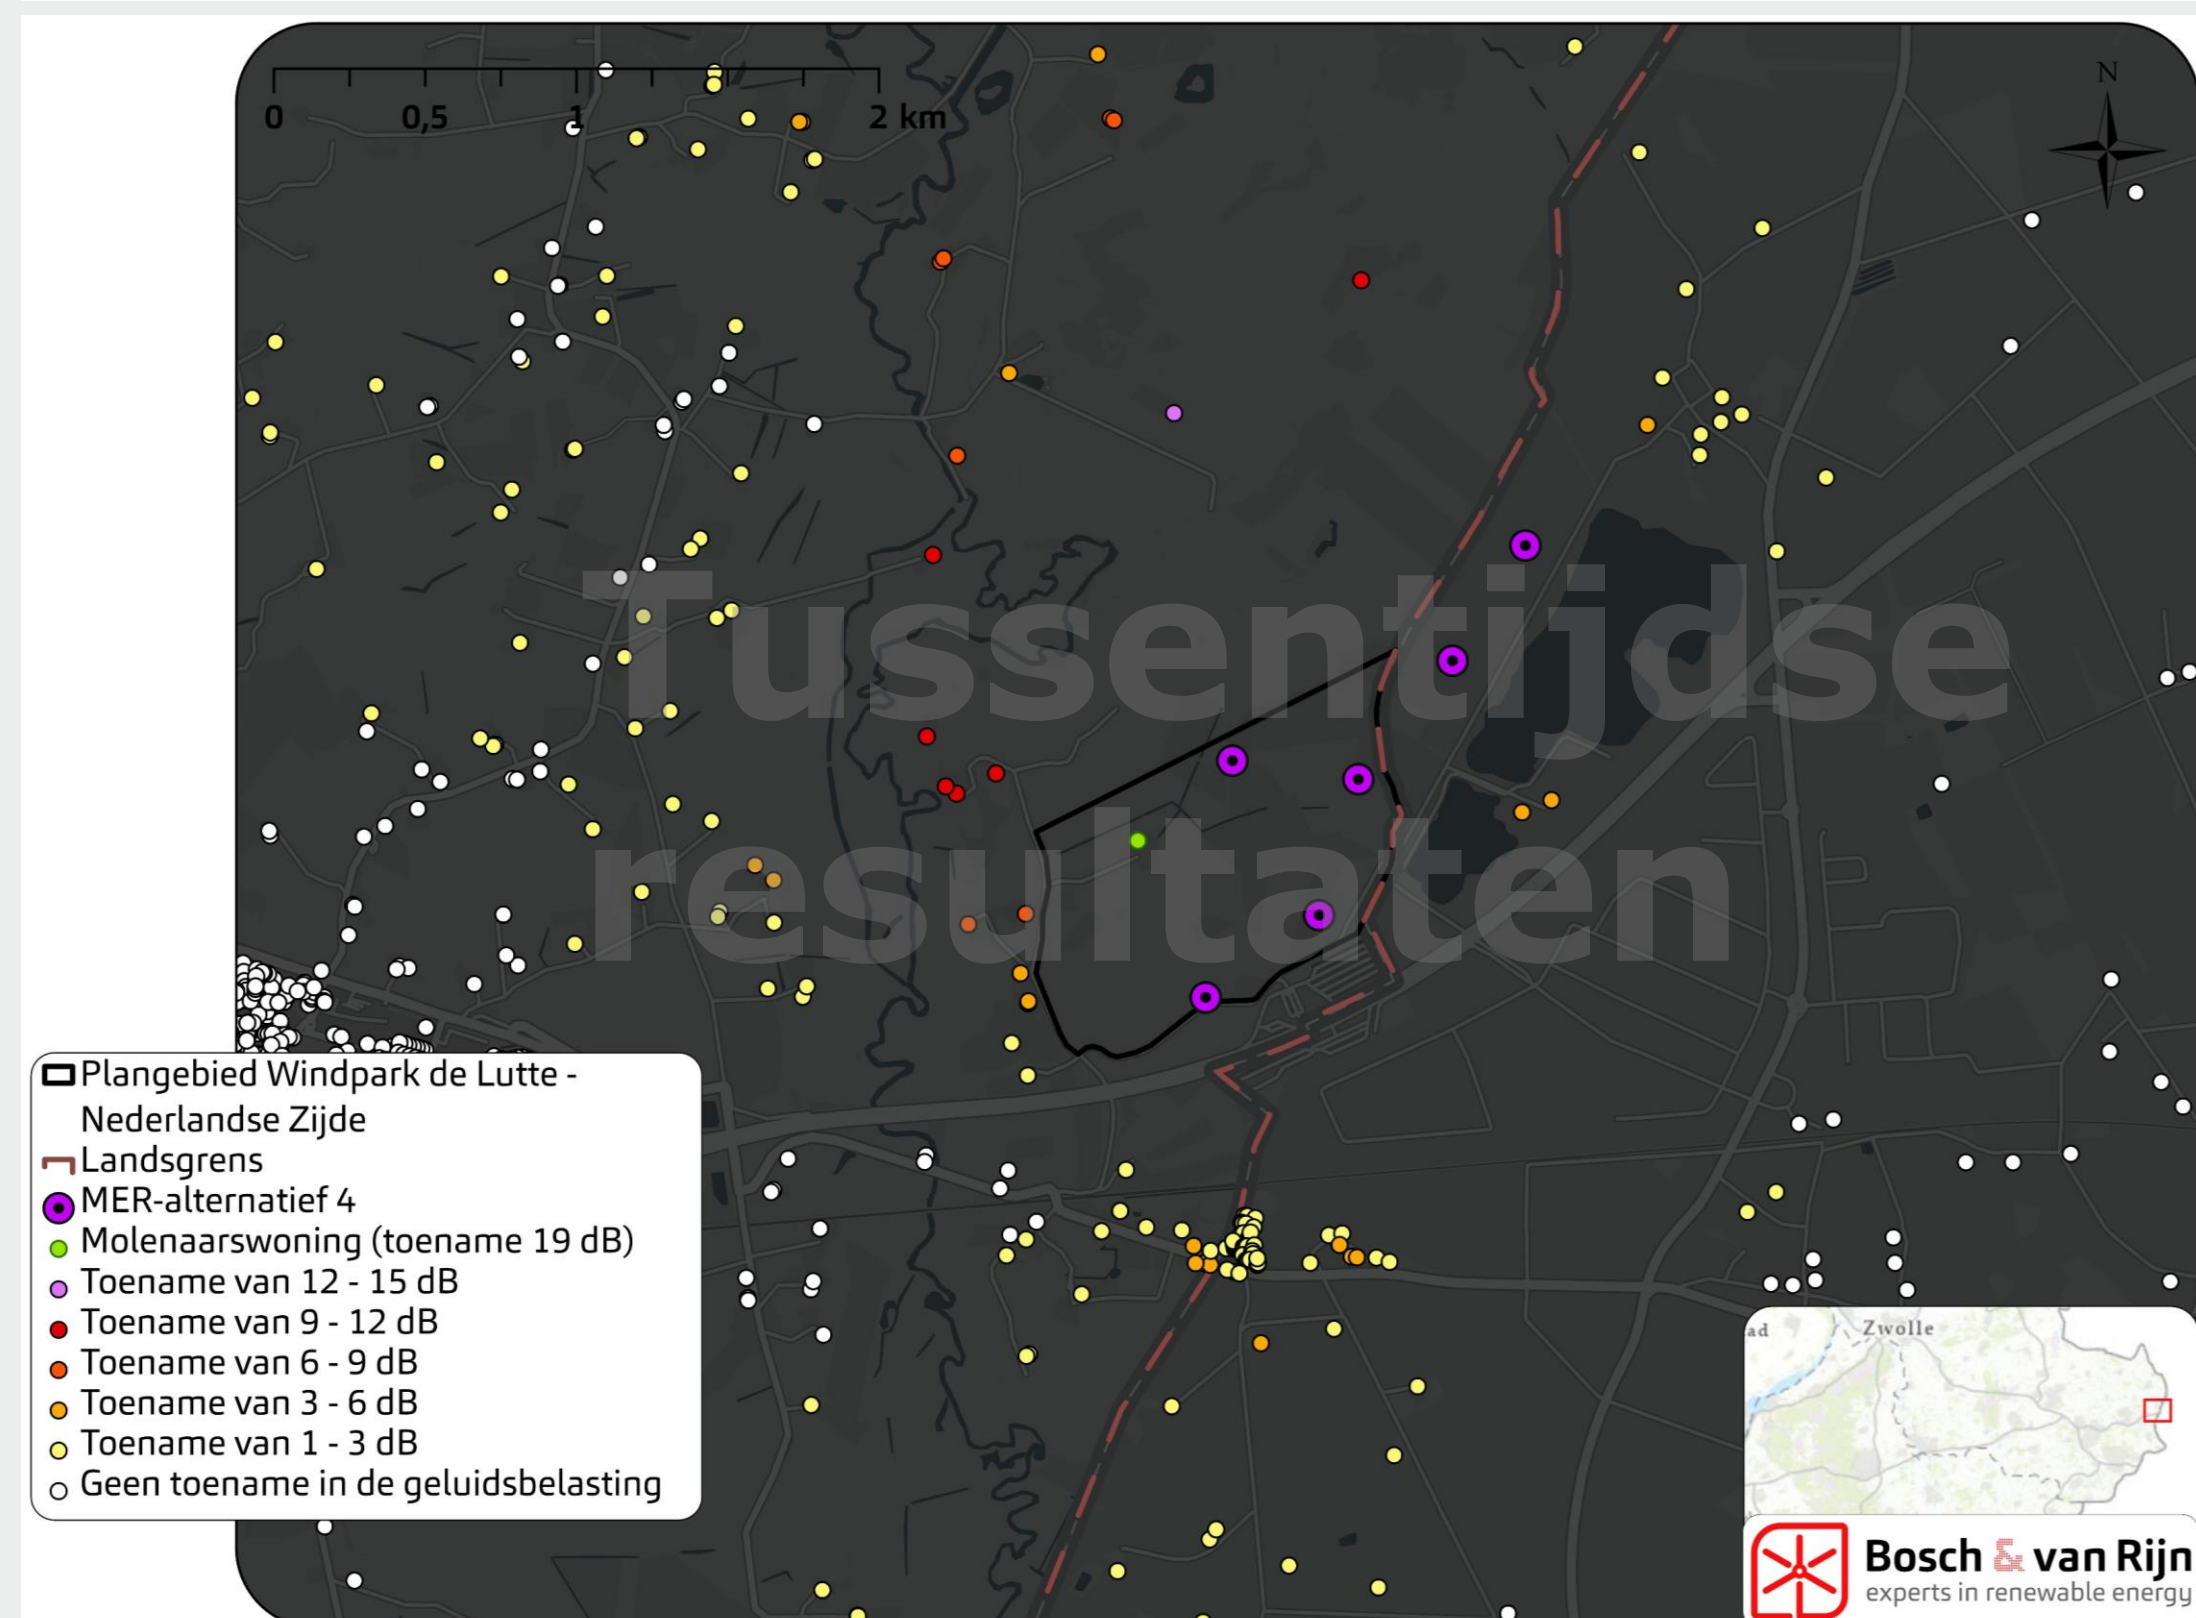 0 0,5 1 2 km
N
Tussentijdse
resultaten
Plangebied Windpark de Lutte -
Nederlandse Zijde
Landsgrens
MER-alternatief 4
Molenaarswoning (toename 19 dB)
Toename van 12 - 15 dB
Toename van 9 - 12 dB
Toename van 6 - 9 dB
Toename van 3 - 6 dB
Toename van 1 - 3 dB
Geen toename in de geluidsbelasting
ad Zwolle
Bosch & van Rijn
experts in renewable energy